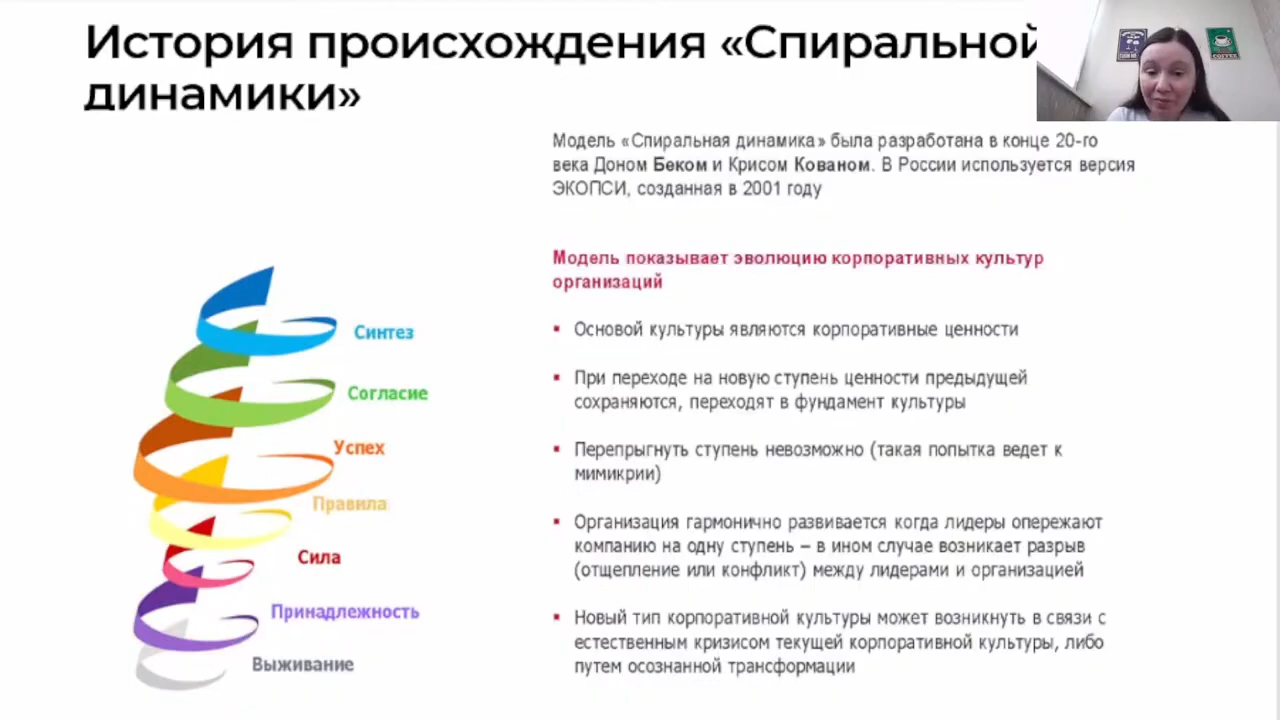 История происхождения «Спиральной
динамики»
Модель «Спиральная динамика» была разработана в конце 20-го
века Доном Беком и Крисом Кованом. В России используется версия
ЭКОПСИ, созданная в 2001 году
Модель показывает эволюцию корпоративных культур
организаций
▪ Основой культуры являются корпоративные ценности
▪ При переходе на новую ступень ценности предыдущей
сохраняются, переходят в фундамент культуры
▪ Перепрыгнуть ступень невозможно (такая попытка ведет к
мимикрии)
▪ Организация гармонично развивается когда лидеры опережают
компанию на одну ступень – в ином случае возникает разрыв
(отщепление или конфликт) между лидерами и организацией
▪ Новый тип корпоративной культуры может возникнуть в связи с
естественным кризисом текущей корпоративной культуры, либо
путем осознанной трансформации
Синтез
Согласие
Успех
Правила
Сила
Принадлежность
Выживание
COFFEE